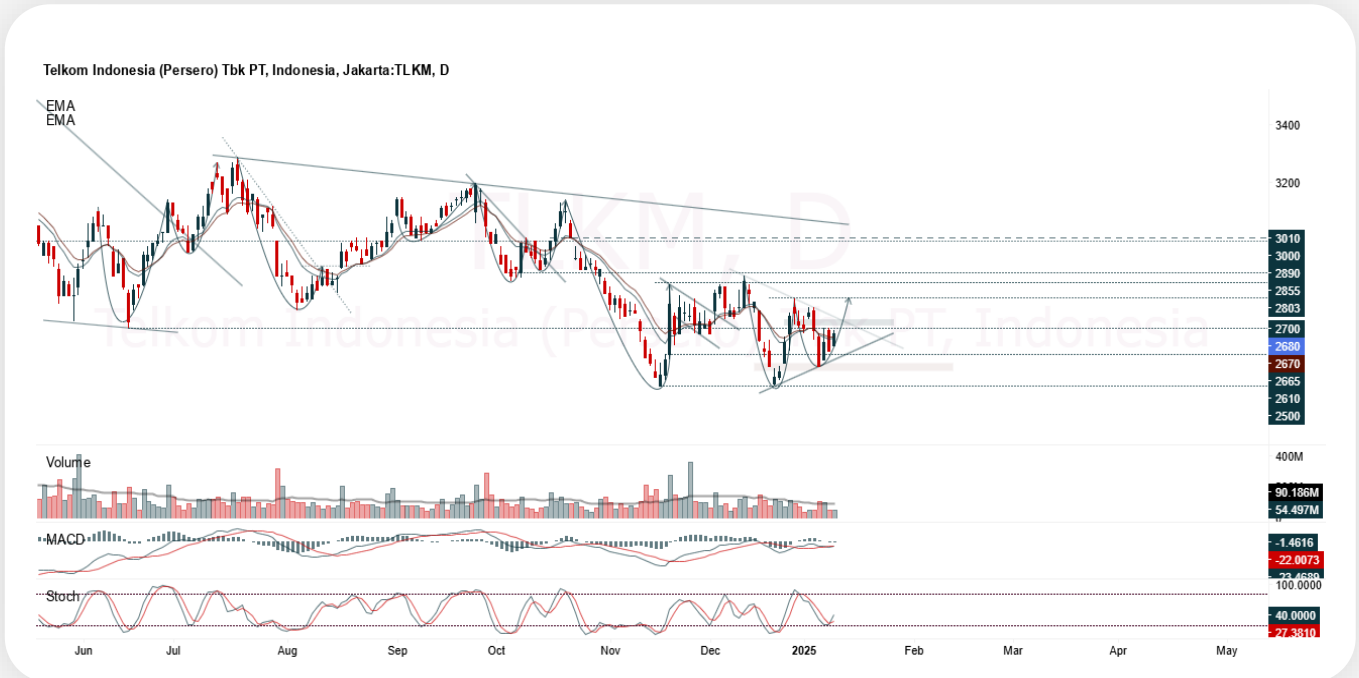 Telkom Indonesia (Persero) Tbk PT, Indonesia, Jakarta:TLKM, D
EMA
EMA
TLKM, D
Telkom Indonesia (Persero) Tbk PT, Indonesia
3400
3200
3010
3000
2890
2855
2803
2700
2680
2670
2665
2610
2500
Volume
400M
90.186M
54.497M
0
MACD
-1.4616
-22.0073
-23.4689
Stoch
100.0000
40.0000
27.3810
Jun Jul Aug Sep Oct Nov Dec 2025 Feb Mar Apr May